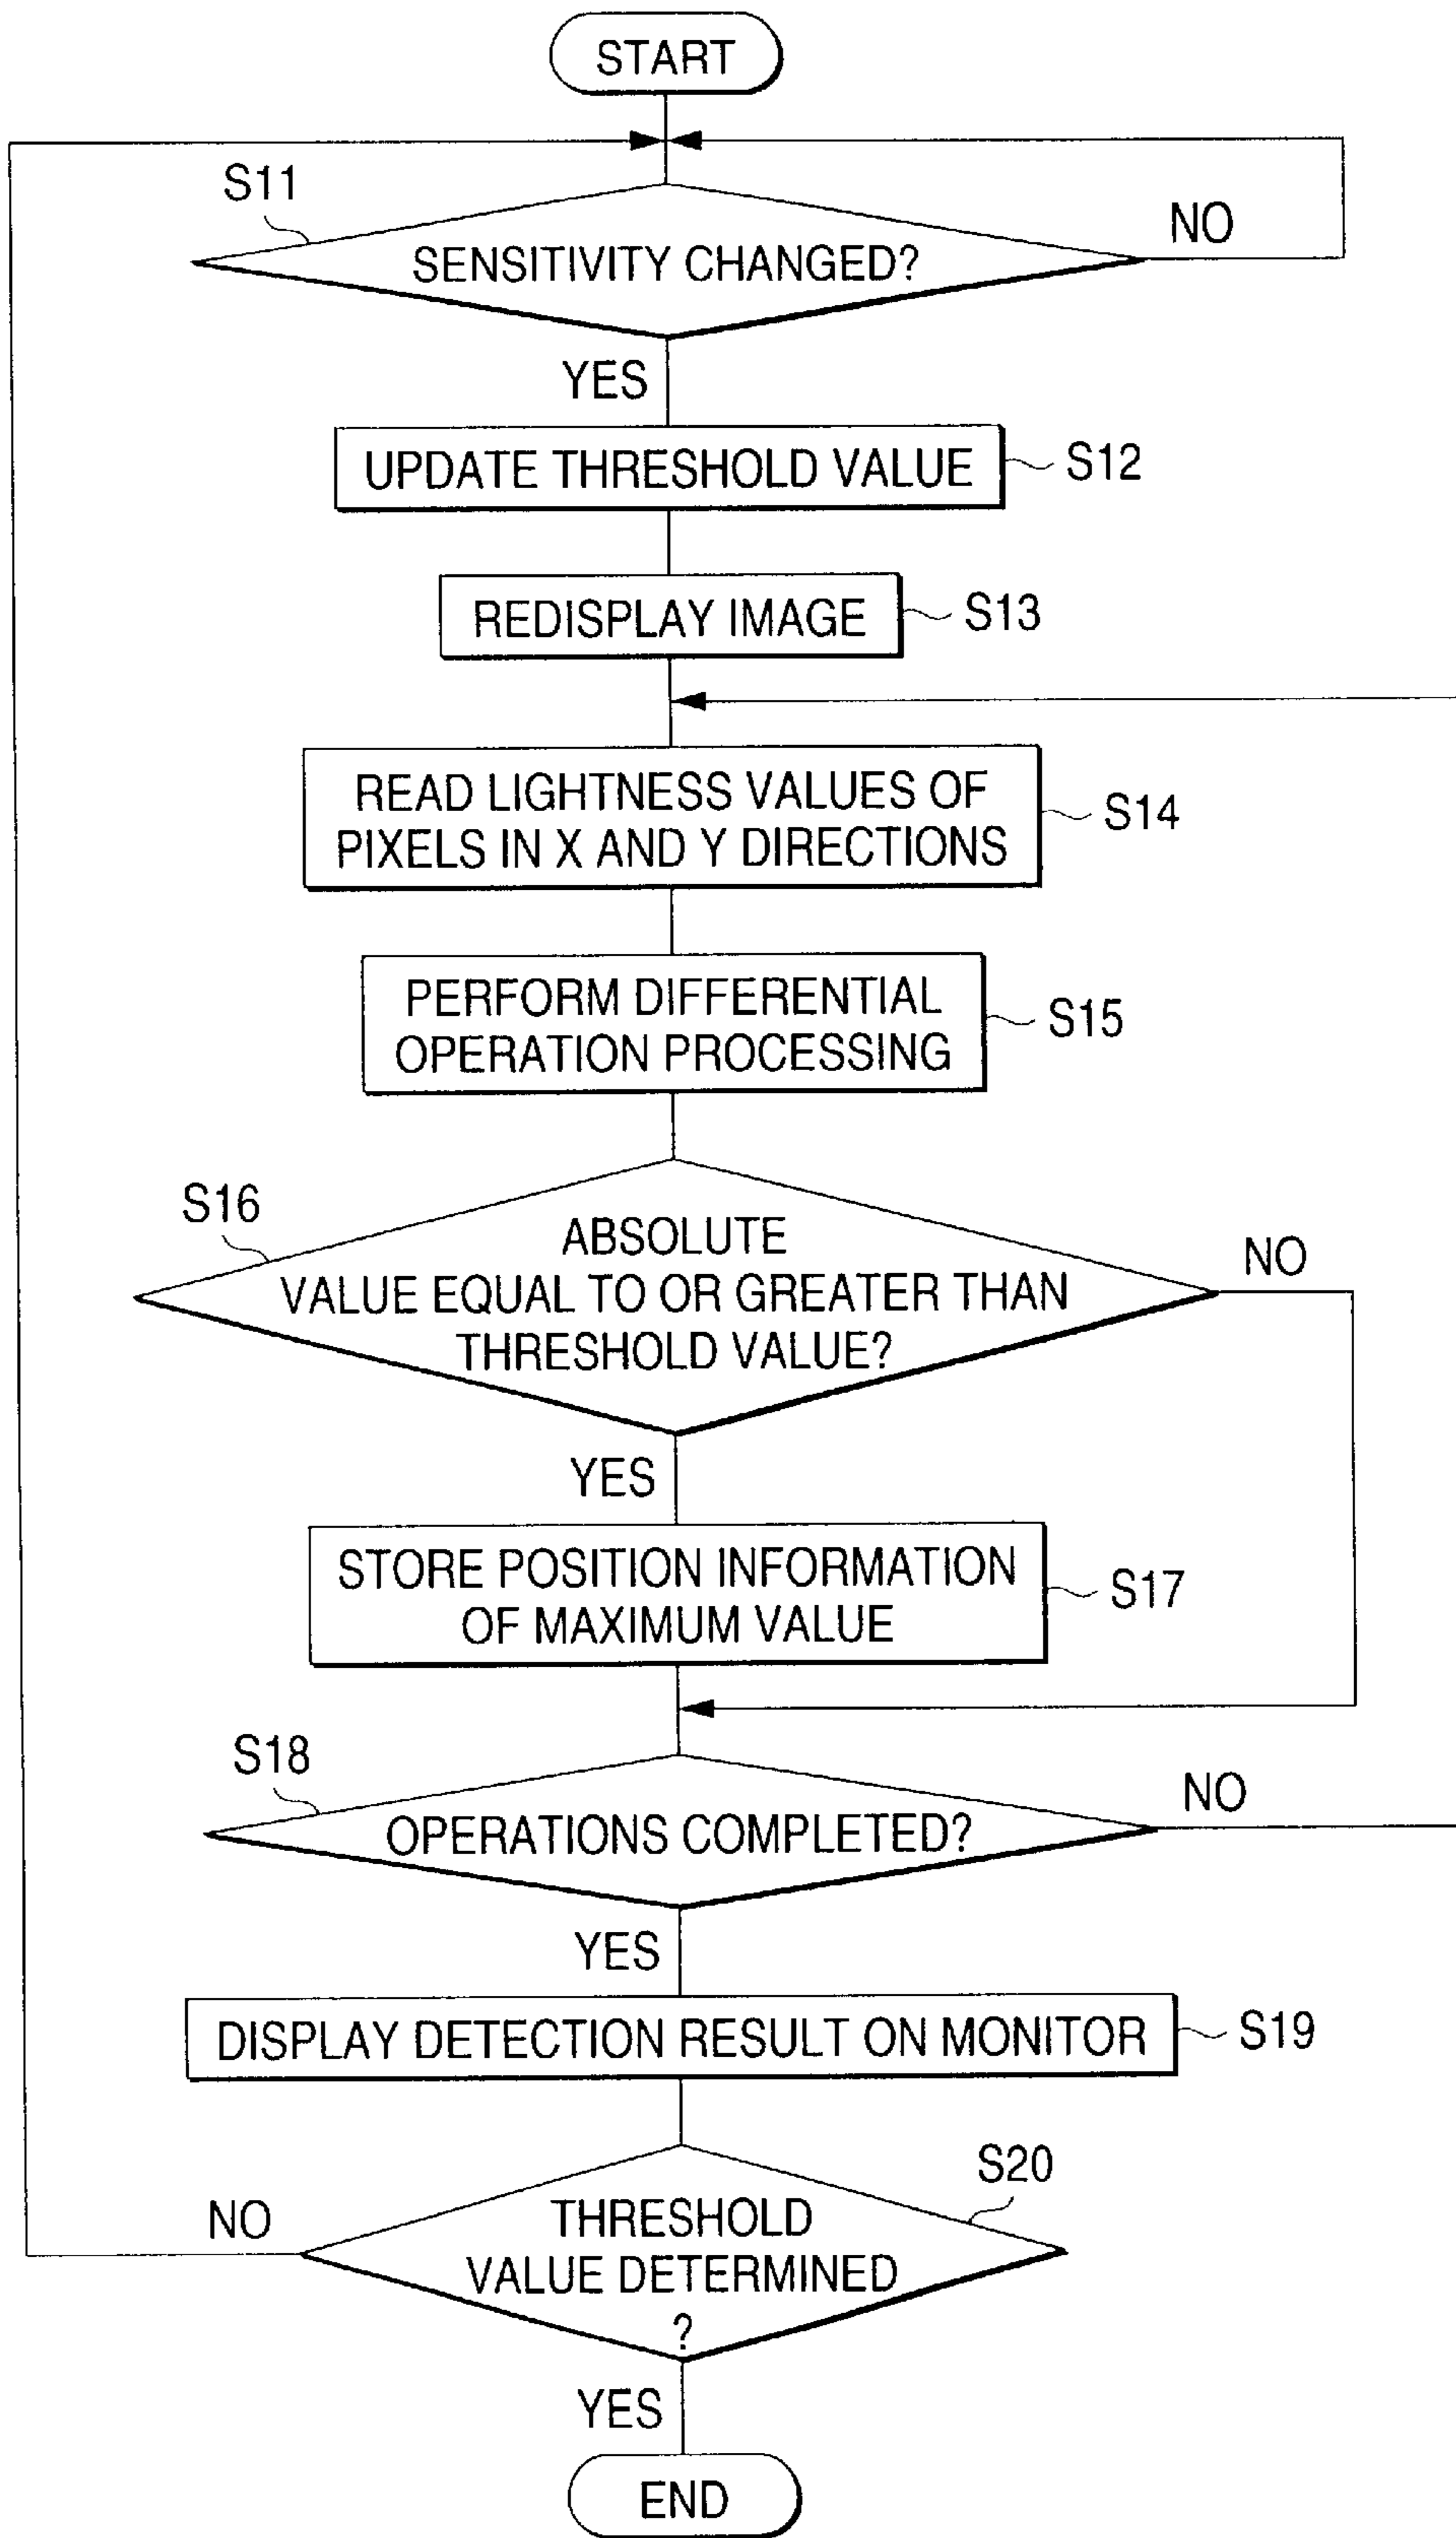 START
S11
SENSITIVITY CHANGED?
NO
YES
UPDATE THRESHOLD VALUE
S12
REDISPLAY IMAGE
S13
READ LIGHTNESS VALUES OF
PIXELS IN X AND Y DIRECTIONS
S14
PERFORM DIFFERENTIAL
OPERATION PROCESSING
S15
S16
ABSOLUTE
VALUE EQUAL TO OR GREATER THAN
THRESHOLD VALUE?
NO
YES
STORE POSITION INFORMATION
OF MAXIMUM VALUE
S17
S18
OPERATIONS COMPLETED?
NO
YES
DISPLAY DETECTION RESULT ON MONITOR
S19
S20
THRESHOLD
VALUE DETERMINED
?
NO
YES
END